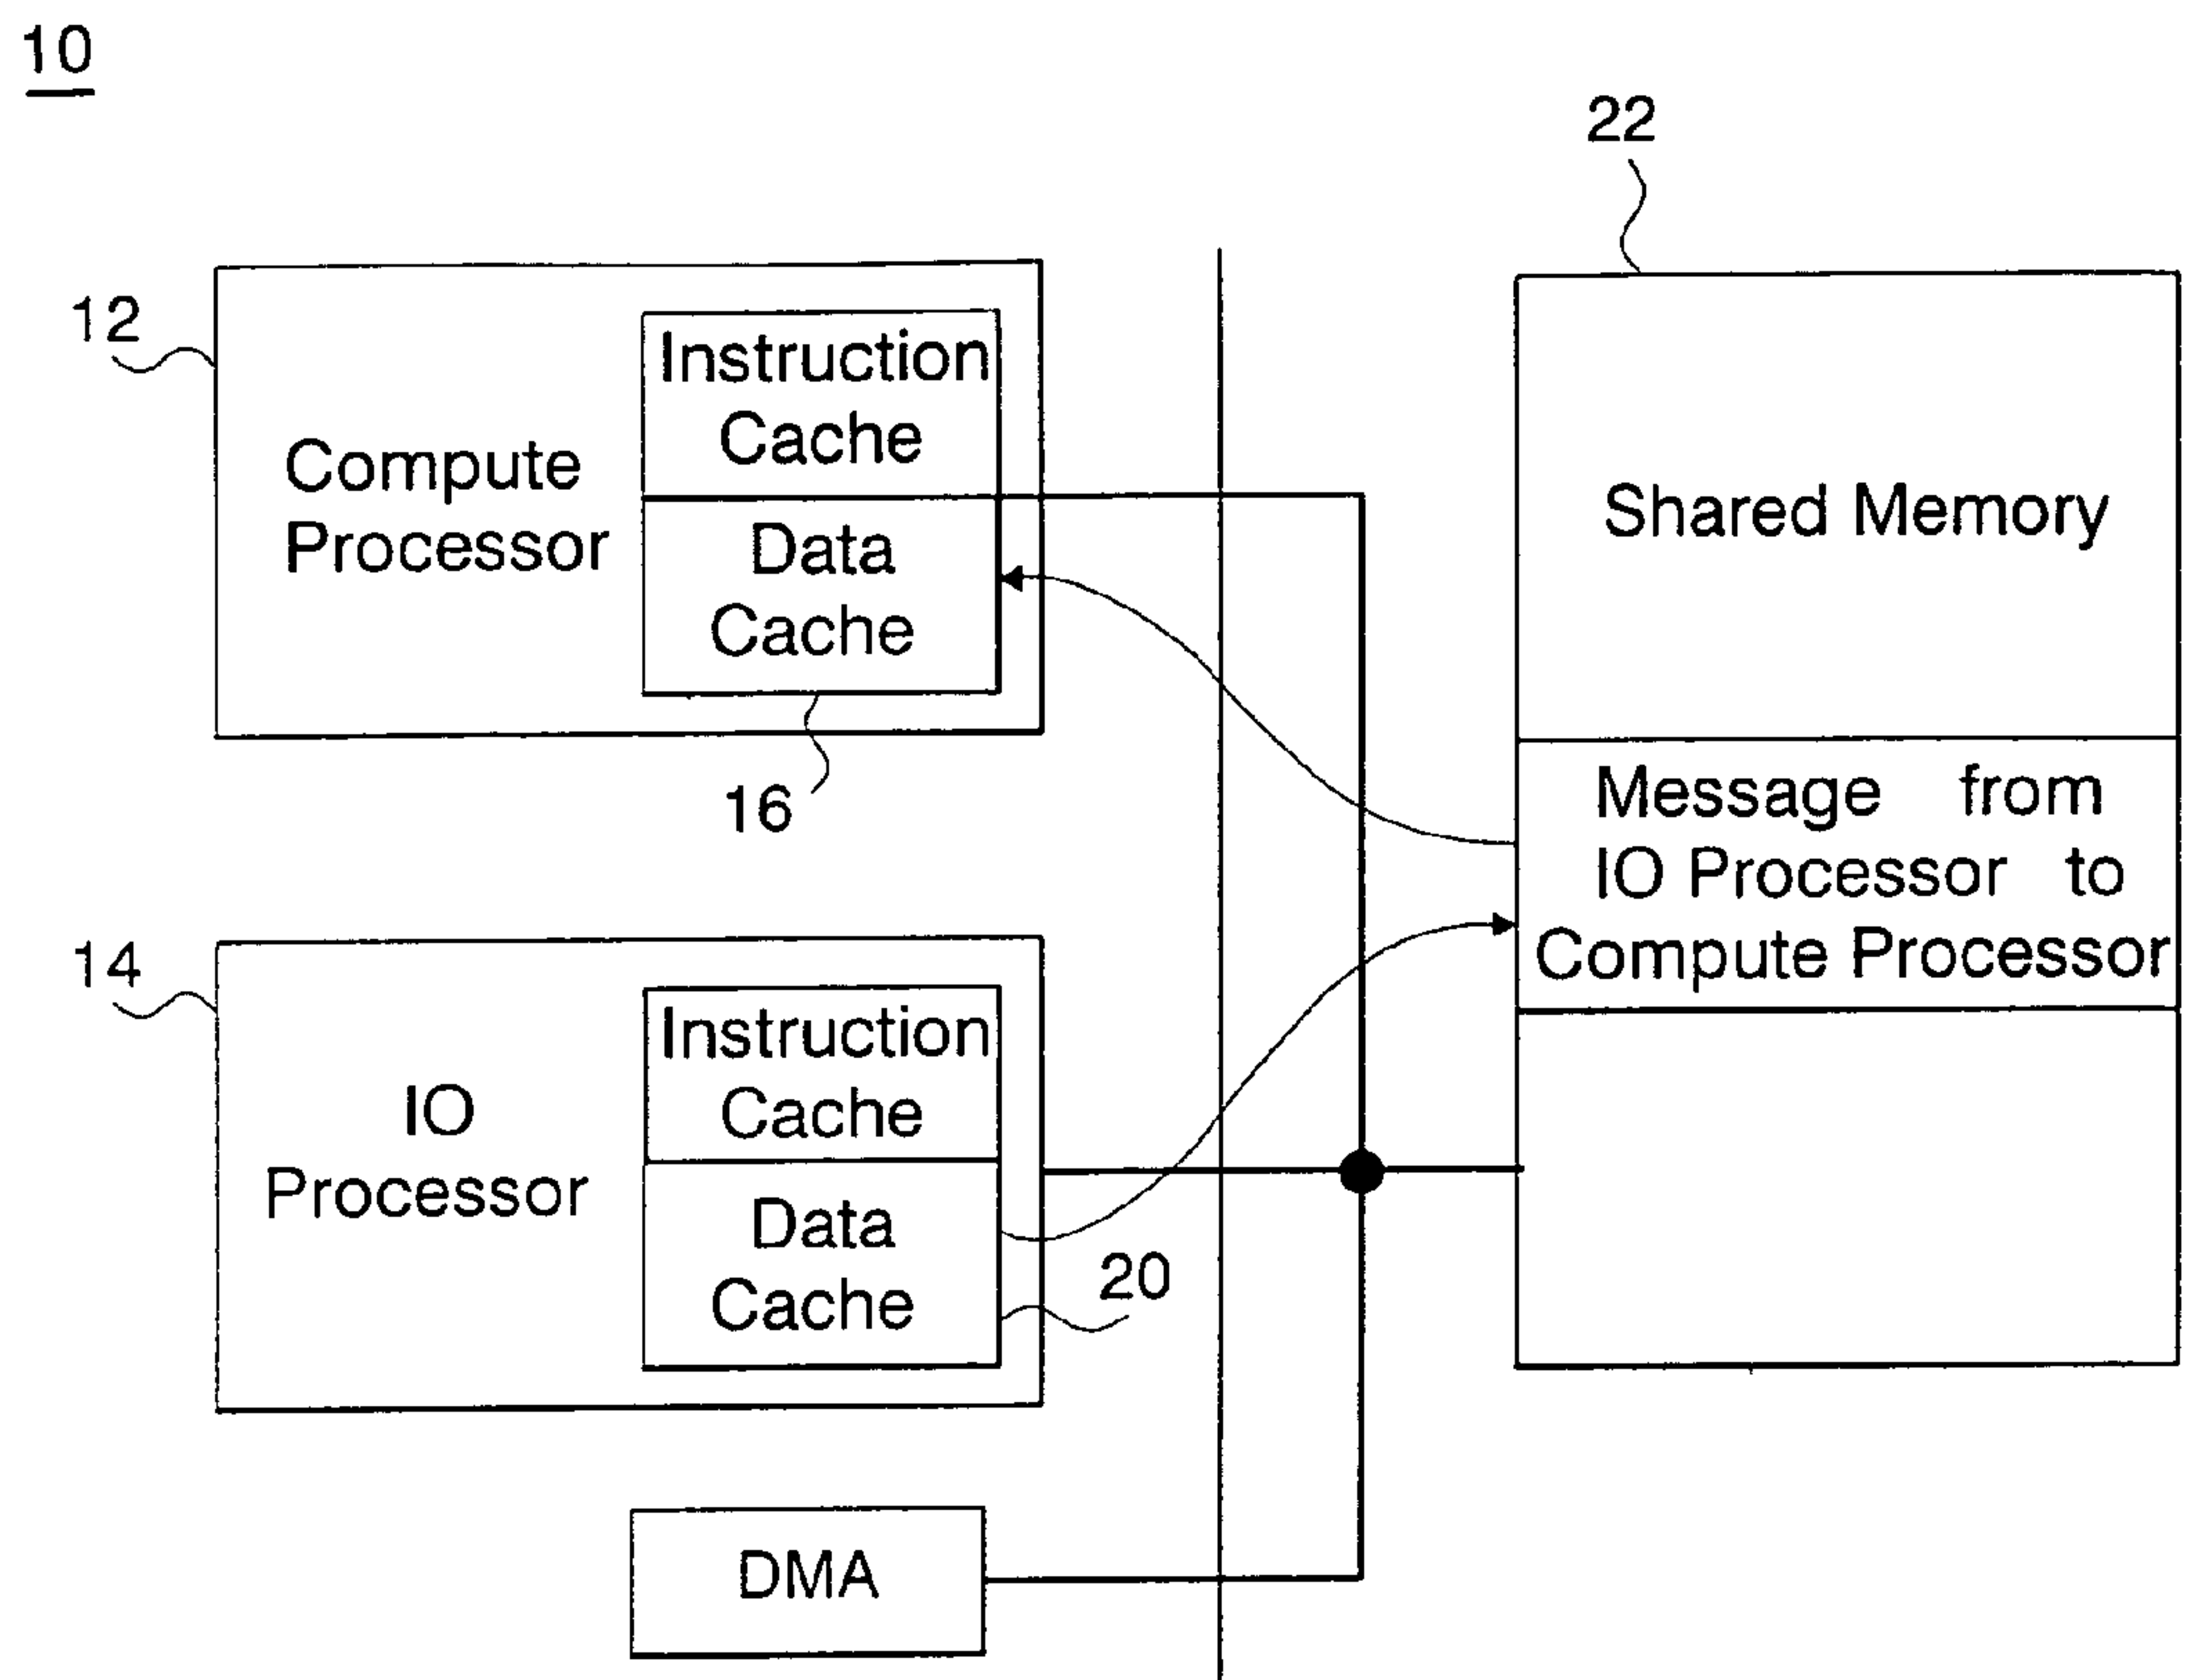 10
22
12
Instruction
Cache
Compute
Processor
Data
Cache
16
Shared Memory
Message from
IO Processor to
Compute Processor
14
Instruction
Cache
IO
Processor
Data
Cache
20
DMA